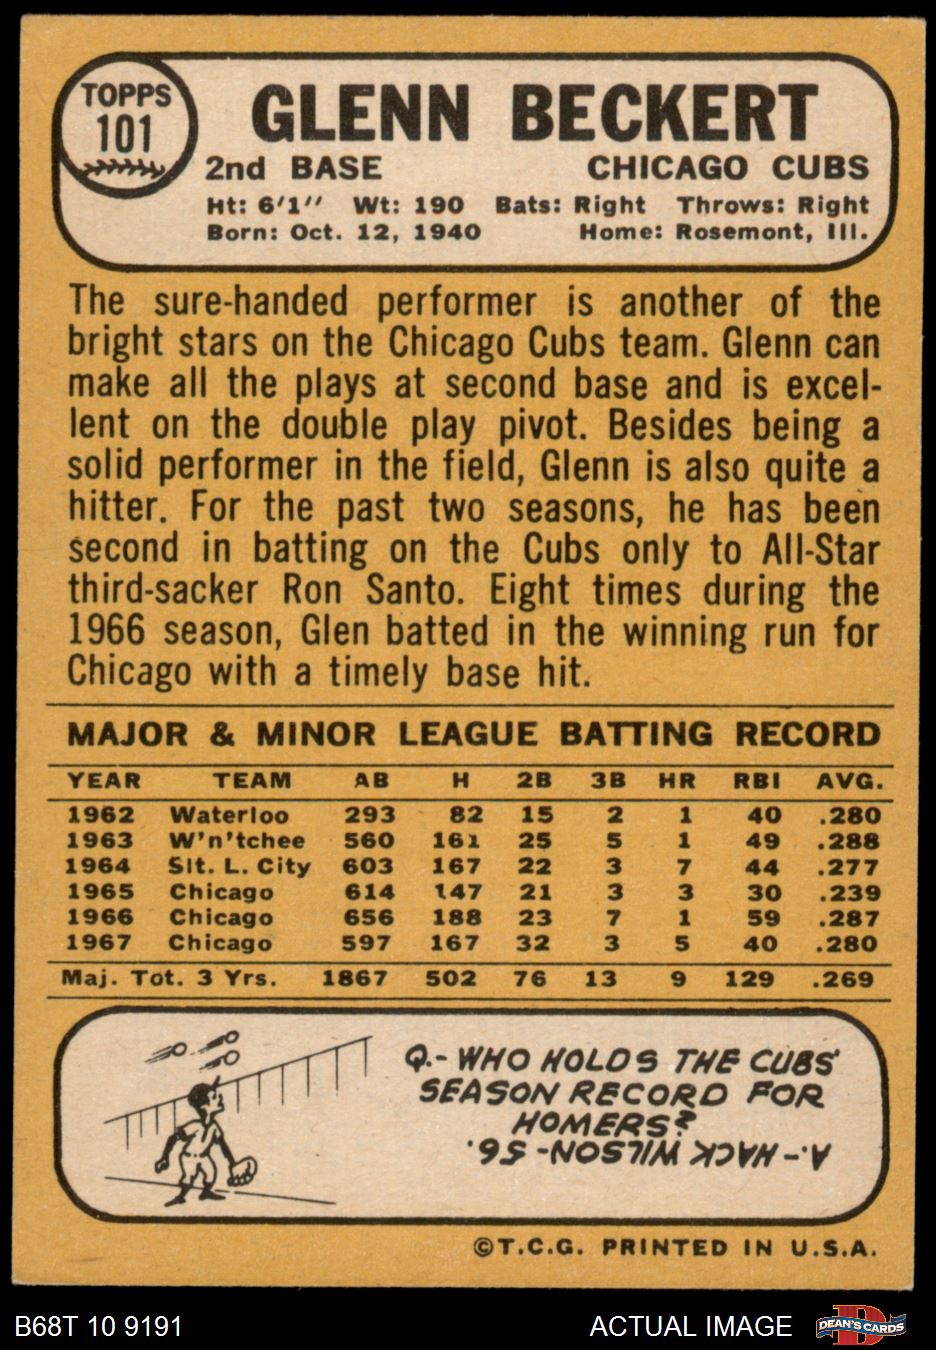 TOPPS
101
GLENN BECKERT
2nd BASE CHICAGO CUBS
Ht: 6'1'' Wt: 190 Bats: Right Throws: Right
Born: Oct. 12, 1940 Home: Rosemont, Ill.
The sure-handed performer is another of the
bright stars on the Chicago Cubs team. Glenn can
make all the plays at second base and is excel-
lent on the double play pivot. Besides being a
solid performer in the field, Glenn is also quite a
hitter. For the past two seasons, he has been
second in batting on the Cubs only to All-Star
third-sacker Ron Santo. Eight times during the
1966 season, Glen batted in the winning run for
Chicago with a timely base hit.
MAJOR & MINOR LEAGUE BATTING RECORD
YEAR TEAM AB H 2B 3B HR RBI AVG.
1962 Waterloo 293 82 15 2 1 40 .280
1963 W'n'tchee 560 161 25 5 1 49 .288
1964 Slt. L. City 603 167 22 3 7 44 .277
1965 Chicago 614 147 21 3 3 30 .239
1966 Chicago 656 188 23 7 1 59 .287
1967 Chicago 597 167 32 3 5 40 .280
Maj. Tot. 3 Yrs. 1867 502 76 13 9 129 .269
Q.- WHO HOLDS THE CUBS'
SEASON RECORD FOR
HOMERS?
A.- HACK WILSON- 56.
©T.C.G. PRINTED IN U.S.A.
B68T 10 9191 ACTUAL IMAGE DEAN'S CARDS